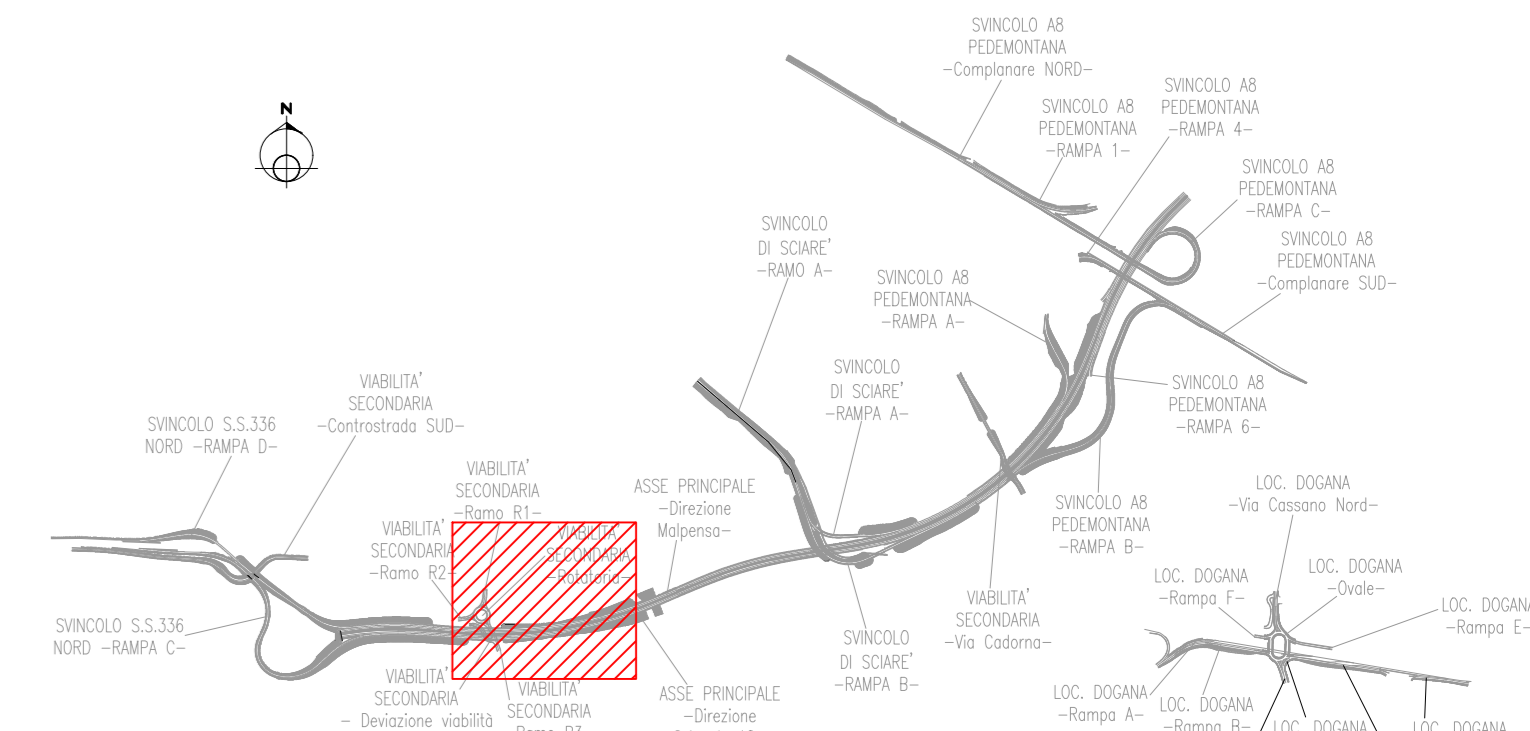 SVINCOLO A8
PEDEMONTANA
-Complanare NORD-
SVINCOLO A8
PEDEMONTANA
-RAMPA 4-
SVINCOLO A8
PEDEMONTANA
-RAMPA 1-
N
SVINCOLO A8
PEDEMONTANA
-RAMPA C-
SVINCOLO
DI SCIARE'
-RAMO A-
SVINCOLO A8
PEDEMONTANA
-Complanare SUD-
SVINCOLO A8
PEDEMONTANA
-RAMPA A-
SVINCOLO
DI SCIARE'
-RAMPA A-
VIABILITA'
SECONDARIA
-Controstrada SUD-
SVINCOLO A8
PEDEMONTANA
-RAMPA 6-
SVINCOLO S.S.336
NORD -RAMPA D-
VIABILITA'
SECONDARIA
-Ramo R1-
ASSE PRINCIPALE
-Direzione
Malpensa-
LOC. DOGANA
-Via Cassano Nord-
SVINCOLO A8
PEDEMONTANA
-RAMPA B-
VIABILITA'
SECONDARIA
-Ramo R2-
VIABILITA'
SECONDARIA
-Rotatoria-
LOC. DOGANA
-Rampa F-
LOC. DOGANA
-Ovale-
VIABILITA'
SECONDARIA
-Via Cadorna-
LOC. DOGANA
-Rampa E-
SVINCOLO S.S.336
NORD -RAMPA C-
SVINCOLO
DI SCIARE'
-RAMPA B-
VIABILITA'
SECONDARIA
- Deviazione viabilità
VIABILITA'
SECONDARIA
-Ramo R3-
ASSE PRINCIPALE
-Direzione
LOC. DOGANA
-Rampa A-
LOC. DOGANA
-Rampa B-
LOC. DOGANA
LOC. DOGANA